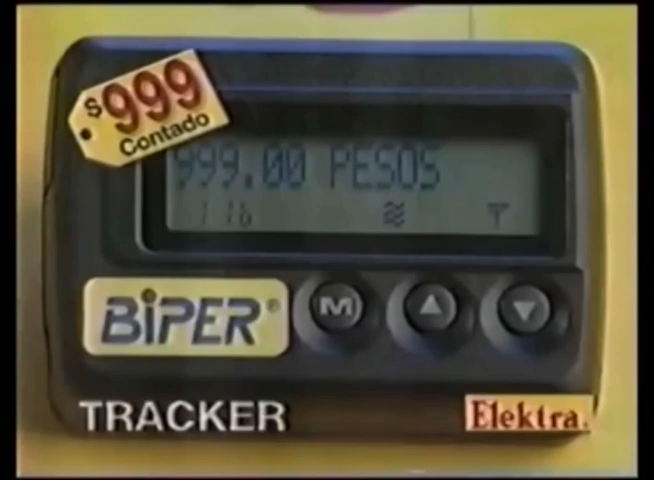 $999
Contado
999.00 PESOS
BiPER®
M
TRACKER
Elektra.